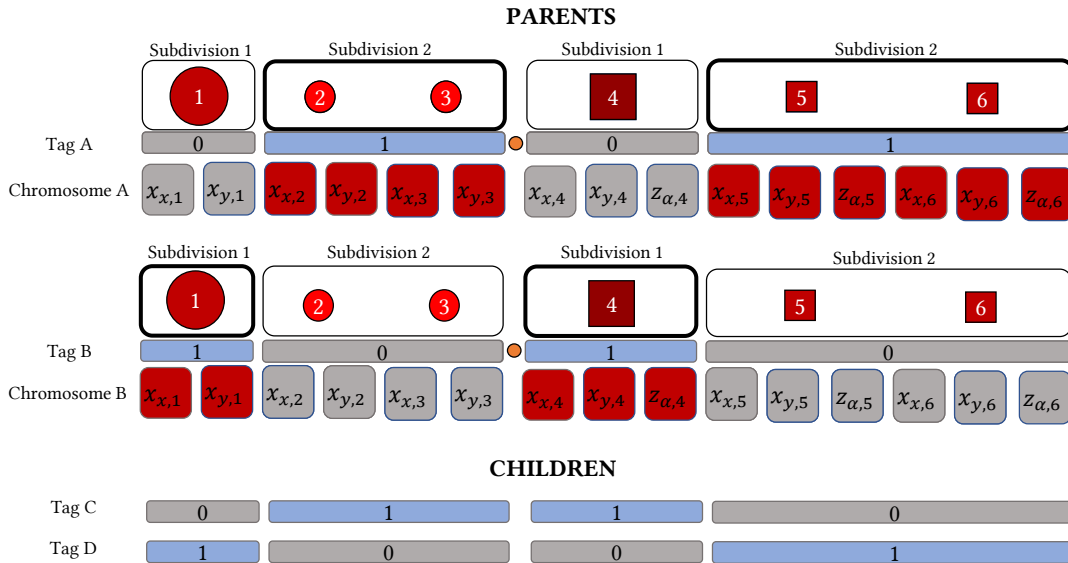 PARENTS
Subdivision 1 Subdivision 2 Subdivision 1 Subdivision 2
1 2 3 4 5 6
Tag A 0 1 0 1
Chromosome A x_{x,1} x_{y,1} x_{x,2} x_{y,2} x_{x,3} x_{y,3} x_{x,4} x_{y,4} z_{α,4} x_{x,5} x_{y,5} z_{α,5} x_{x,6} x_{y,6} z_{α,6}
Subdivision 1 Subdivision 2 Subdivision 1 Subdivision 2
1 2 3 4 5 6
Tag B 1 0 1 0
Chromosome B x_{x,1} x_{y,1} x_{x,2} x_{y,2} x_{x,3} x_{y,3} x_{x,4} x_{y,4} z_{α,4} x_{x,5} x_{y,5} z_{α,5} x_{x,6} x_{y,6} z_{α,6}
CHILDREN
Tag C 0 1 1 0
Tag D 1 0 0 1